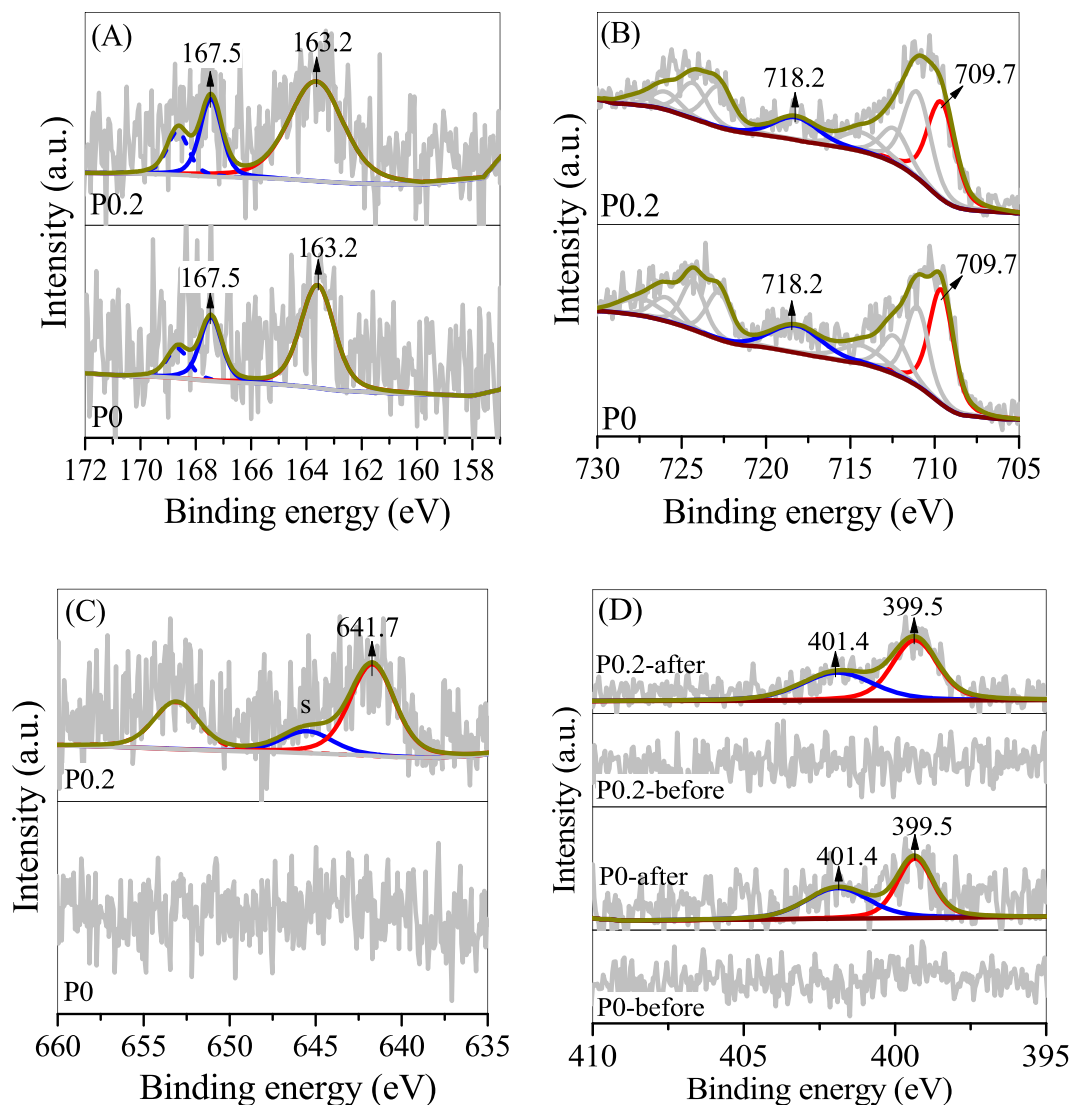 (A)
167.5
163.2
P0.2
167.5
163.2
P0
Intensity (a.u.)
172 170 168 166 164 162 160 158
Binding energy (eV)
(B)
718.2
709.7
P0.2
718.2
709.7
P0
Intensity (a.u.)
730 725 720 715 710 705
Binding energy (eV)
(C)
641.7
s
P0.2
P0
Intensity (a.u.)
660 655 650 645 640 635
Binding energy (eV)
(D)
399.5
401.4
P0.2-after
P0.2-before
399.5
401.4
P0-after
P0-before
Intensity (a.u.)
410 405 400 395
Binding energy (eV)